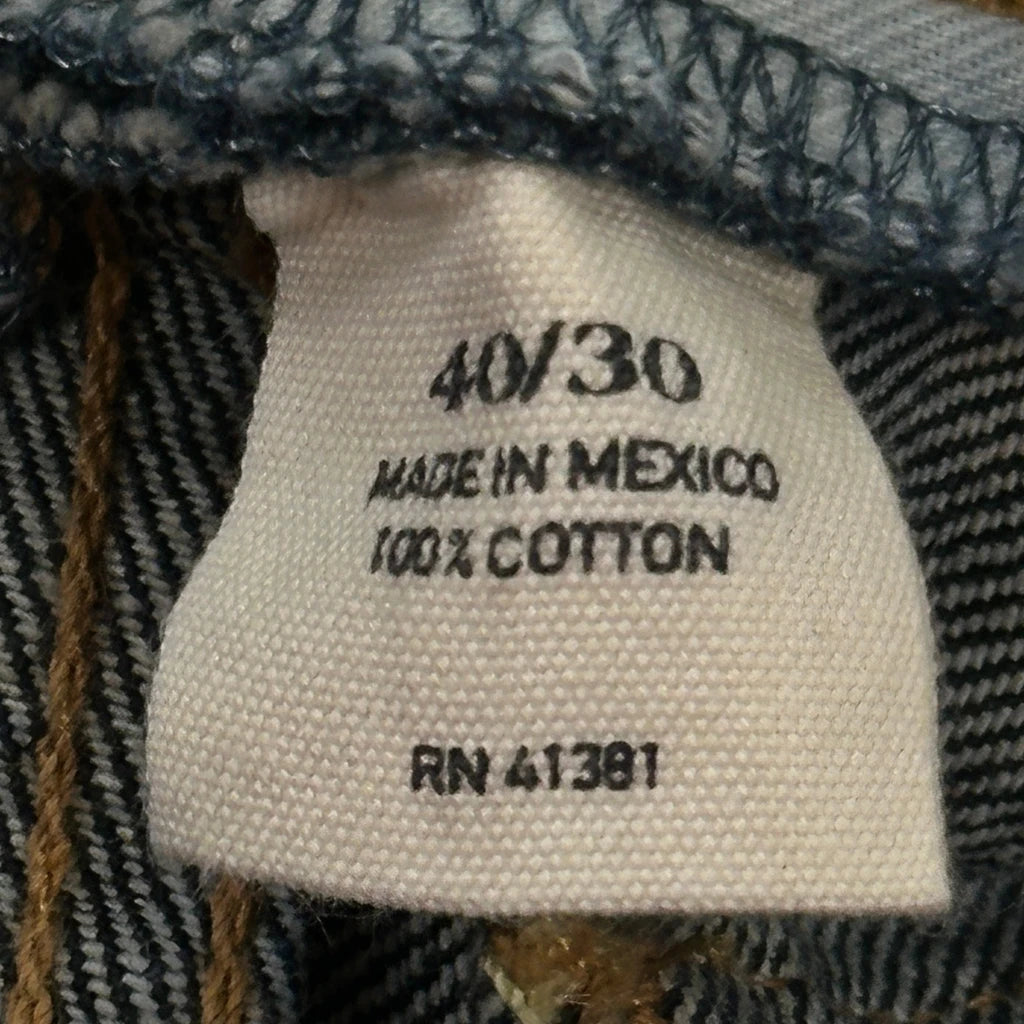 40/30
MADE IN MEXICO
100% COTTON
RN 41381